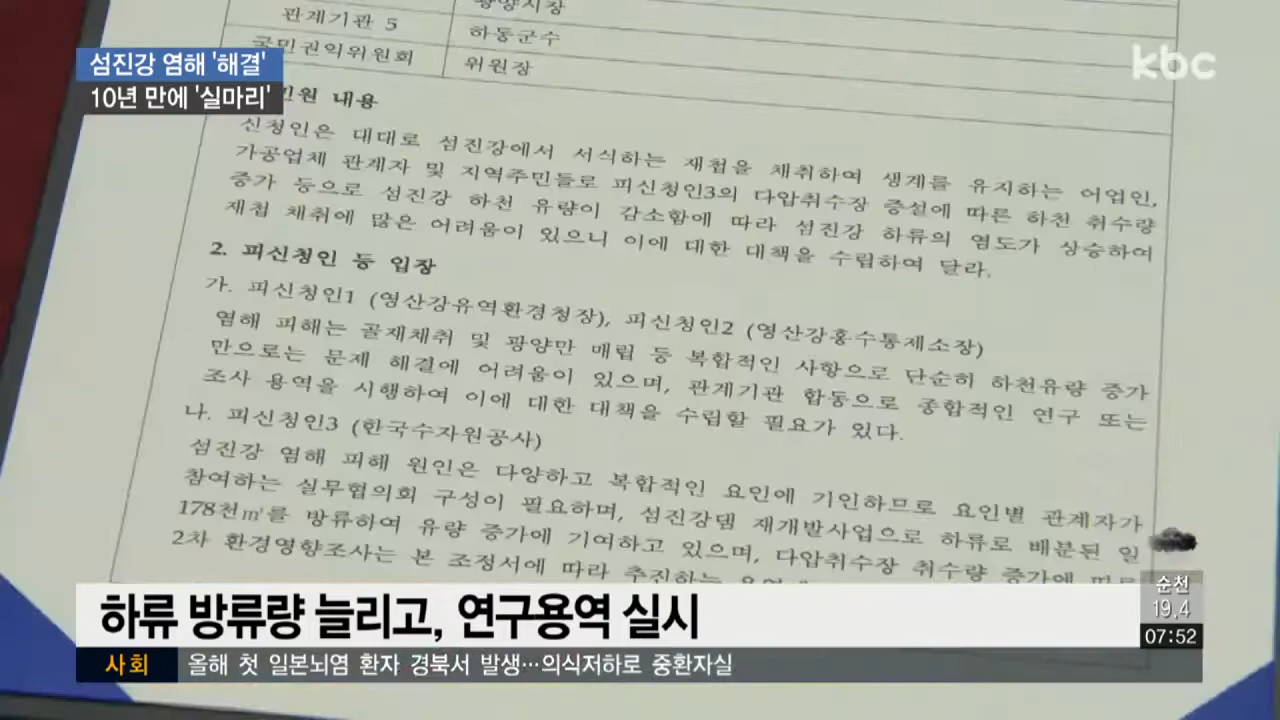 광양시장
관계기관 5 하동군수
국민권익위원회 위원장
섬진강 염해 '해결'
10년 만에 '실마리'
kbc
민원 내용
신청인은 대대로 섬진강에서 서식하는 재첩을 채취하여 생계를 유지하는 어업인,
가공업체 관계자 및 지역주민들로 피신청인3의 다압취수장 증설에 따른 하천 취수량
증가 등으로 섬진강 하천 유량이 감소함에 따라 섬진강 하류의 염도가 상승하여
재첩 채취에 많은 어려움이 있으니 이에 대한 대책을 수립하여 달라.
2. 피신청인 등 입장
가. 피신청인1 (영산강유역환경청장), 피신청인2 (영산강홍수통제소장)
염해 피해는 골재채취 및 광양만 매립 등 복합적인 사항으로 단순히 하천유량 증가
만으로는 문제 해결에 어려움이 있으며, 관계기관 합동으로 종합적인 연구 또는
조사 용역을 시행하여 이에 대한 대책을 수립할 필요가 있다.
나. 피신청인3 (한국수자원공사)
섬진강 염해 피해 원인은 다양하고 복합적인 요인에 기인하므로 요인별 관계자가
참여하는 실무협의회 구성이 필요하며, 섬진강댐 재개발사업으로 하류로 배분된 일
178천㎥를 방류하여 유량 증가에 기여하고 있으며, 다압취수장 취수량 증가에
2차 환경영향조사는 본 조정서에 따라 추진하는
순천
19.4
07:52
하류 방류량 늘리고, 연구용역 실시
사회 올해 첫 일본뇌염 환자 경북서 발생…의식저하로 중환자실